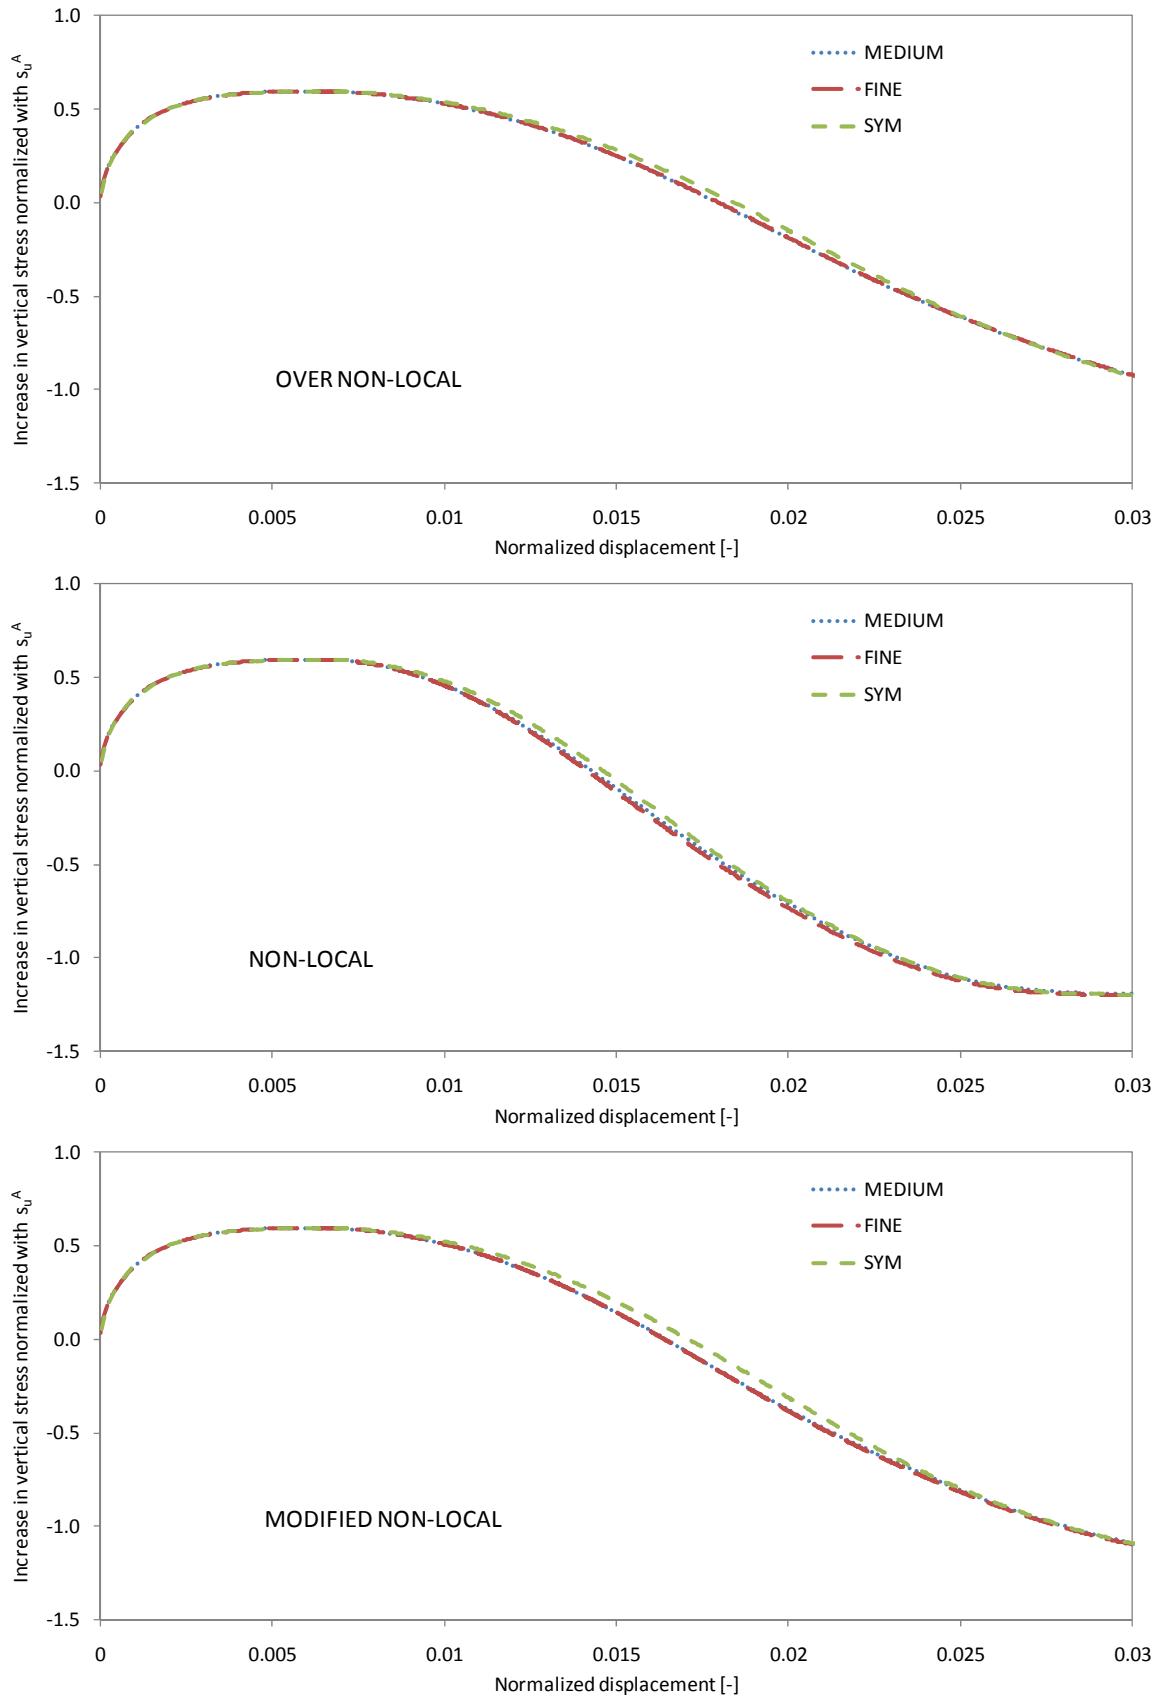 1.0
MEDIUM
FINE
SYM
0.5
0.0
-0.5
-1.0
-1.5
OVER NON-LOCAL
Increase in vertical stress normalized with s_u^A
0 0.005 0.01 0.015 0.02 0.025 0.03
Normalized displacement [-]
1.0
MEDIUM
FINE
SYM
0.5
0.0
-0.5
-1.0
-1.5
NON-LOCAL
Increase in vertical stress normalized with s_u^A
0 0.005 0.01 0.015 0.02 0.025 0.03
Normalized displacement [-]
1.0
MEDIUM
FINE
SYM
0.5
0.0
-0.5
-1.0
-1.5
MODIFIED NON-LOCAL
Increase in vertical stress normalized with s_u^A
0 0.005 0.01 0.015 0.02 0.025 0.03
Normalized displacement [-]